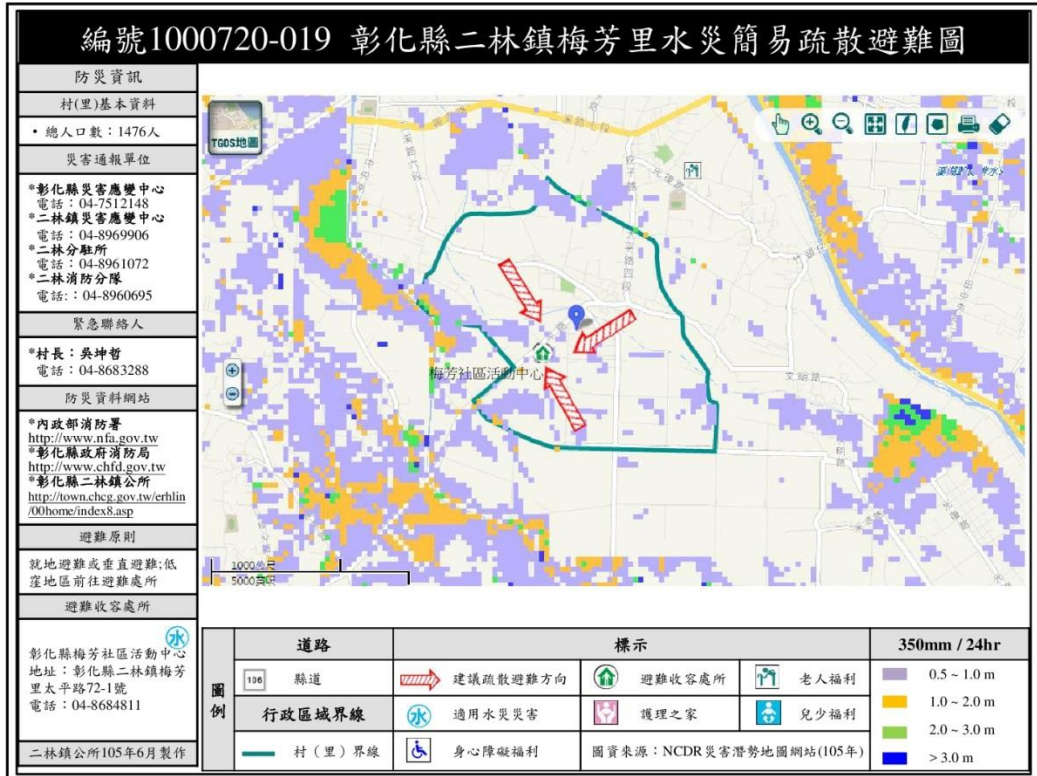 編號1000720-019 彰化縣二林鎮梅芳里水災簡易疏散避難圖
防災資訊
村(里)基本資料
• 總人口數：1476人
災害通報單位
*彰化縣災害應變中心
電話：04-7512148
*二林鎮災害應變中心
電話：04-8969906
*二林分駐所
電話：04-8961072
*二林消防分隊
電話:：04-8960695
緊急聯絡人
*村長：吳坤哲
電話：04-8683288
防災資料網站
*內政部消防署
http://www.nfa.gov.tw
*彰化縣政府消防局
http://www.chfd.gov.tw
*彰化縣二林鎮公所
http://town.chcg.gov.tw/erhlin
/00home/index8.asp
避難原則
就地避難或垂直避難;低
窪地區前往避難處所
避難收容處所
水
彰化縣梅芳社區活動中心
地址：彰化縣二林鎮梅芳
里太平路72-1號
電話：04-8684811
二林鎮公所105年6月製作
TGOS地圖
梅芳社區活動中心
文明路
1000公尺
5000英呎
圖例
道路
標示
350mm / 24hr
106
縣道
建議疏散避難方向
避難收容處所
老人福利
0.5 ~ 1.0 m
行政區域界線
水
適用水災災害
護理之家
兒少福利
1.0 ~ 2.0 m
2.0 ~ 3.0 m
村（里）界線
身心障礙福利
圖資來源：NCDR災害潛勢地圖網站(105年)
> 3.0 m